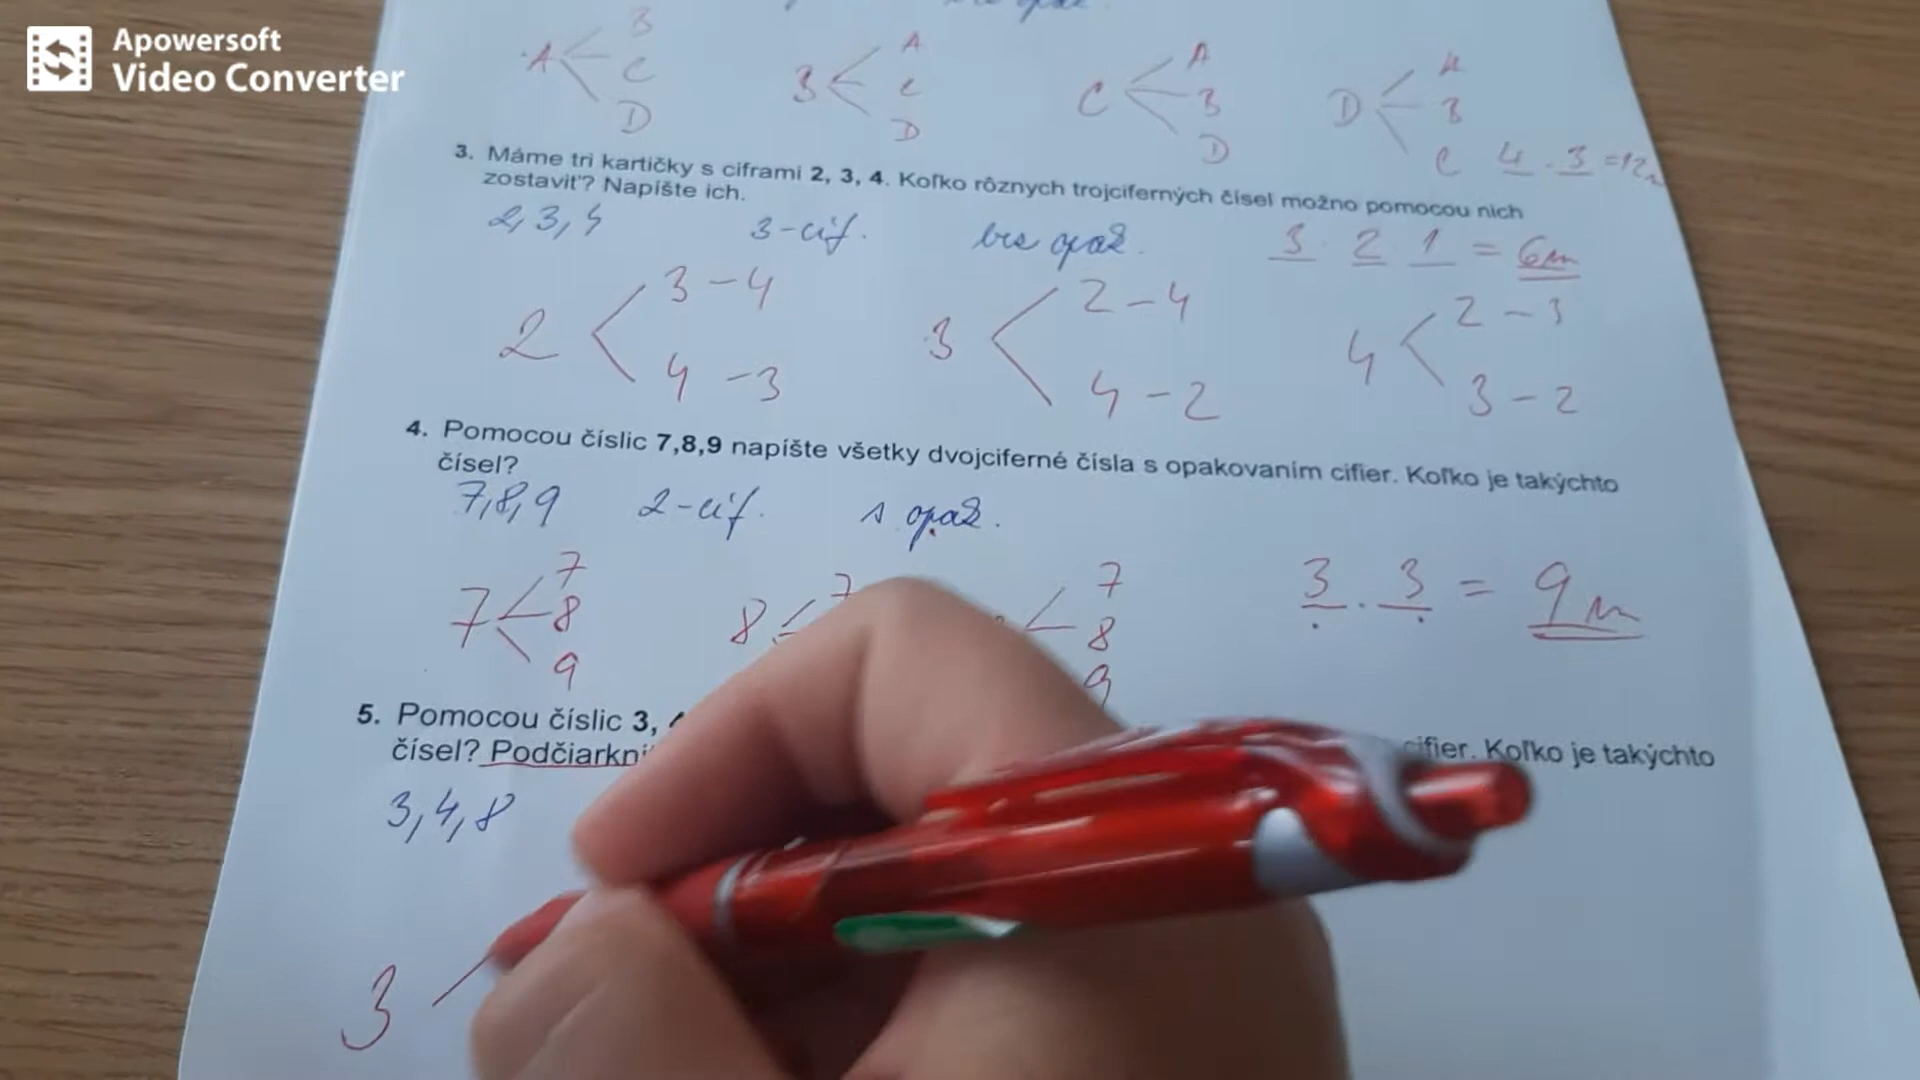 Apowersoft
Video Converter
A B C D
B A C D
C A B D
D A B C
4 . 3 = 12
3. Máme tri kartičky s ciframi 2, 3, 4. Koľko rôznych trojciferných čísel možno pomocou nich
zostaviť? Napíšte ich.
2, 3, 4 3-cif. bez opak. 3 2 1 = 6m
2 3 - 4
4 - 3
3 2 - 4
4 - 2
4 2 - 3
3 - 2
4. Pomocou číslic 7,8,9 napíšte všetky dvojciferné čísla s opakovaním cifier. Koľko je takýchto
čísel?
7,8,9 2-cif. s opak.
7 7 8 9
8 7
7 8 9
3 . 3 = 9m
5. Pomocou číslic 3, cifier. Koľko je takýchto
čísel? Podčiarkni
3, 4, 8
3